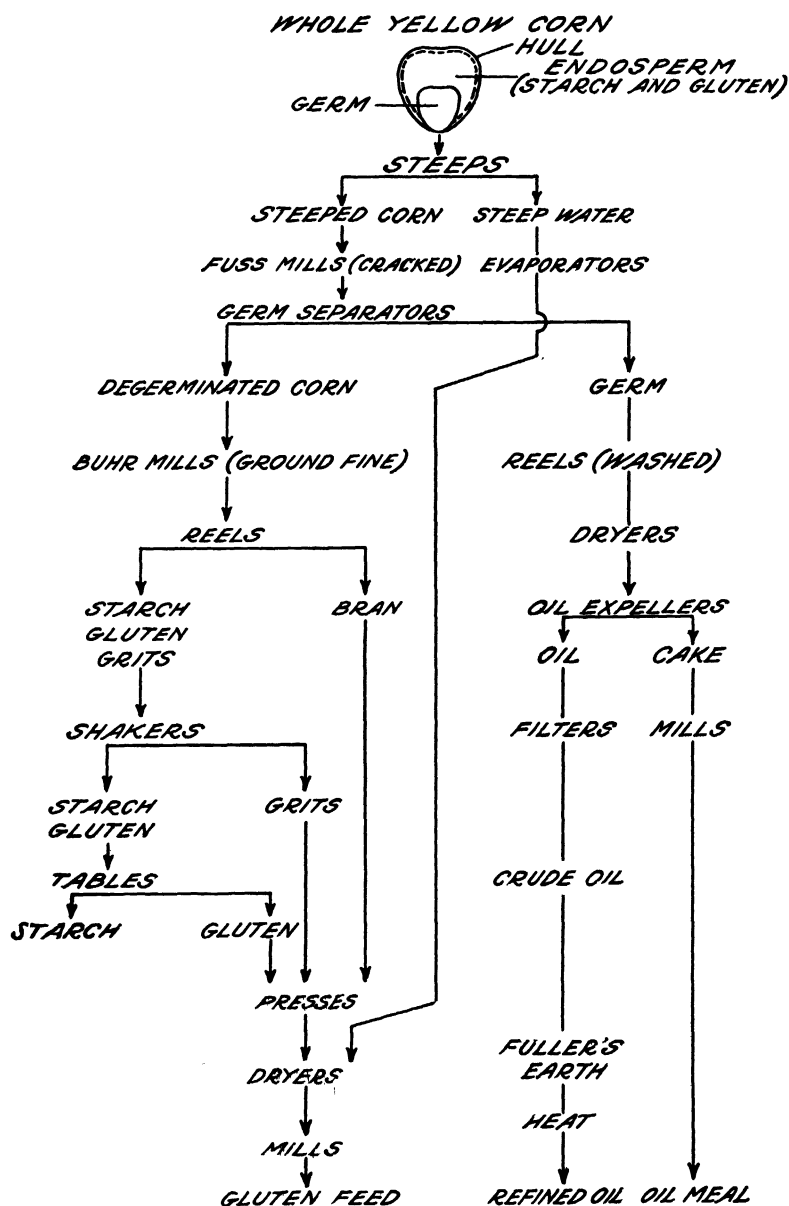 WHOLE YELLOW CORN
HULL
ENDOSPERM
(STARCH AND GLUTEN)
GERM
STEEPS
STEEPED CORN STEEP WATER
FUSS MILLS (CRACKED) EVAPORATORS
GERM SEPARATORS
DEGERMINATED CORN
GERM
BUHR MILLS (GROUND FINE)
REELS (WASHED)
REELS
DRYERS
STARCH
GLUTEN
GRITS
BRAN
OIL EXPELLERS
OIL CAKE
SHAKERS
FILTERS MILLS
STARCH
GLUTEN
GRITS
TABLES
CRUDE OIL
STARCH
GLUTEN
PRESSES
FULLER'S
EARTH
DRYERS
HEAT
MILLS
GLUTEN FEED
REFINED OIL OIL MEAL